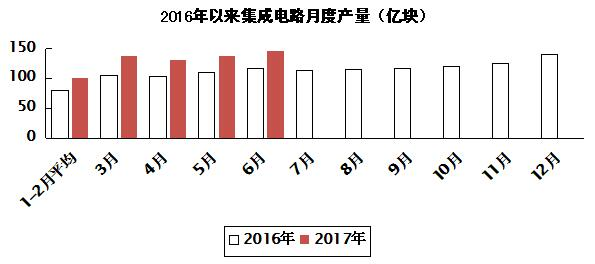 2016年以来集成电路月度产量（亿块）
150
100
50
0
1-2月平均
3月
4月
5月
6月
7月
8月
9月
10月
11月
12月
2016年
2017年